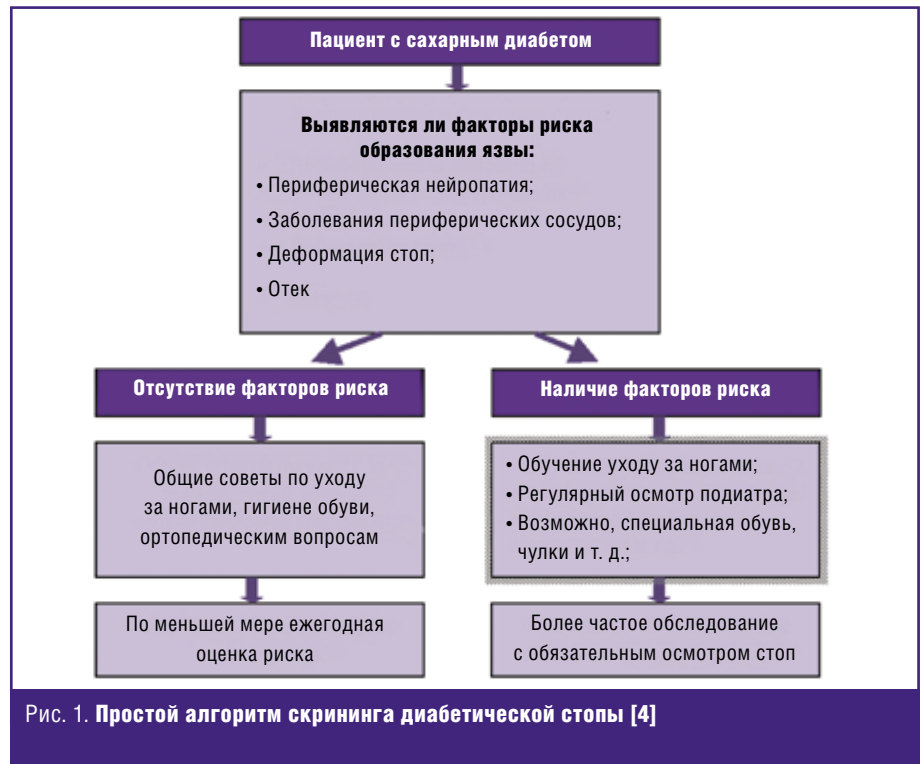 Пациент с сахарным диабетом
Выявляются ли факторы риска
образования язвы:
• Периферическая нейропатия;
• Заболевания периферических сосудов;
• Деформация стоп;
• Отек
Отсутствие факторов риска
Общие советы по уходу
за ногами, гигиене обуви,
ортопедическим вопросам
По меньшей мере ежегодная
оценка риска
Наличие факторов риска
• Обучение уходу за ногами;
• Регулярный осмотр подиатра;
• Возможно, специальная обувь,
чулки и т. д.;
Более частое обследование
с обязательным осмотром стоп
Рис. 1. Простой алгоритм скрининга диабетической стопы [4]